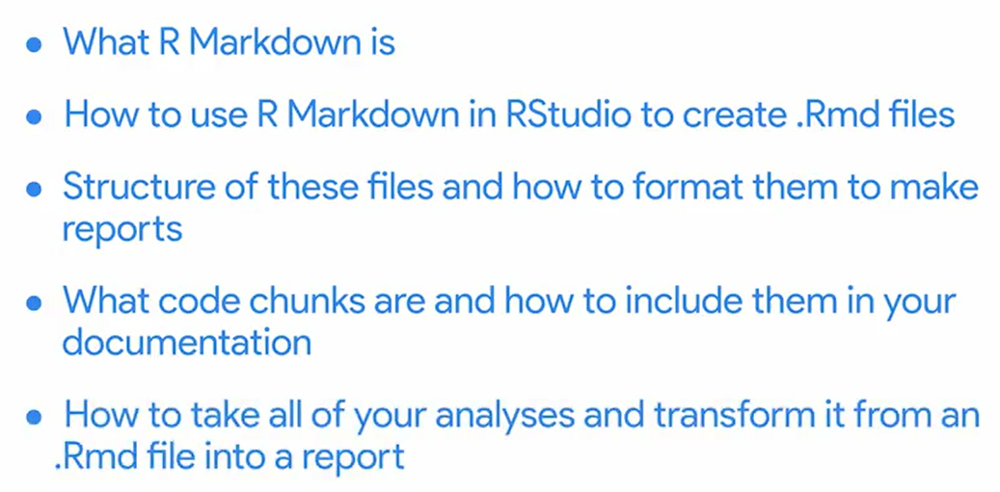 • What R Markdown is
• How to use R Markdown in RStudio to create .Rmd files
• Structure of these files and how to format them to make
reports
• What code chunks are and how to include them in your
documentation
• How to take all of your analyses and transform it from an
.Rmd file into a report